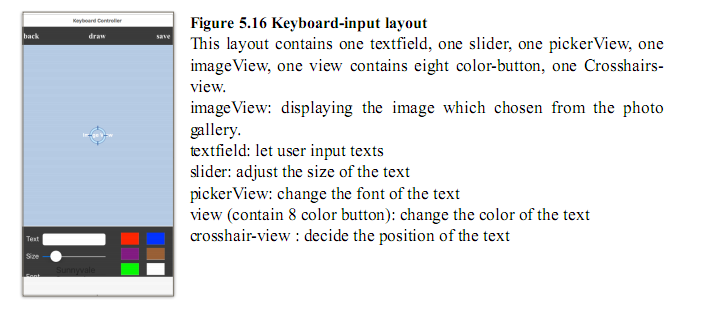 Keyboard Controller
back draw save
Text
Size
Font
Sunnyvale
Figure 5.16 Keyboard-input layout
This layout contains one textfield, one slider, one pickerView, one
imageView, one view contains eight color-button, one Crosshairs-
view.
imageView: displaying the image which chosen from the photo
gallery.
textfield: let user input texts
slider: adjust the size of the text
pickerView: change the font of the text
view (contain 8 color button): change the color of the text
crosshair-view : decide the position of the text